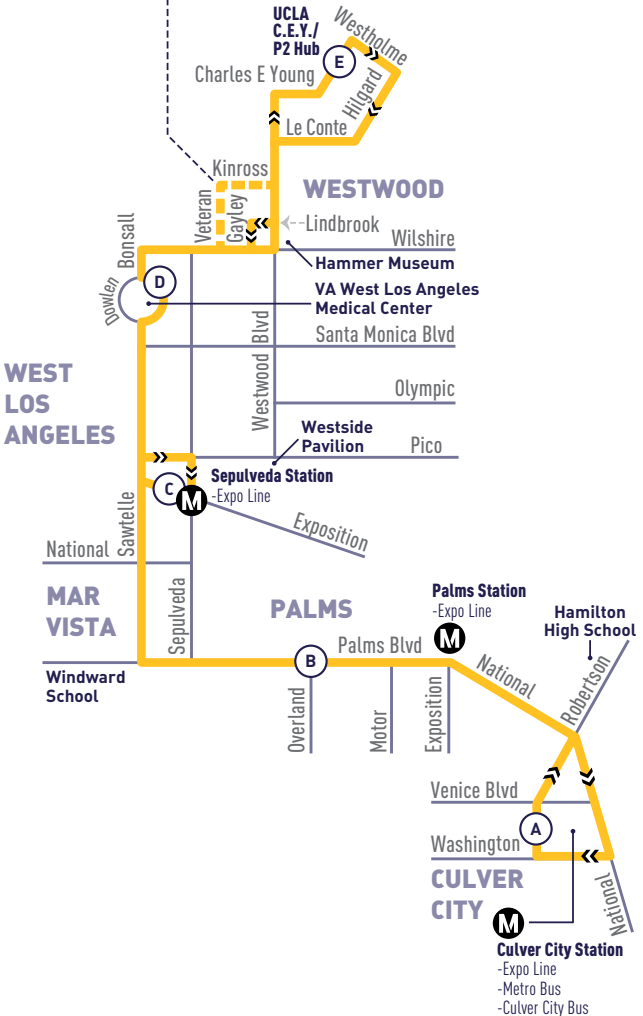 UCLA
C.E.Y./
P2 Hub
Westholme
E
Charles E Young
Hilgard
Le Conte
Kinross
WESTWOOD
Veteran
Gayley
Lindbrook
Bonsall
Wilshire
Hammer Museum
D
Dowlen
VA West Los Angeles
Medical Center
Santa Monica Blvd
Westwood Blvd
WEST
LOS
ANGELES
Olympic
Westside
Pavilion
Pico
Sepulveda Station
-Expo Line
C
M
Sawtelle
Exposition
National
MAR
VISTA
Sepulveda
PALMS
Palms Station
-Expo Line
M
Hamilton
High School
Windward
School
B
Palms Blvd
National
Robertson
Overland
Motor
Exposition
Venice Blvd
A
Washington
CULVER
CITY
National
M
Culver City Station
-Expo Line
-Metro Bus
-Culver City Bus